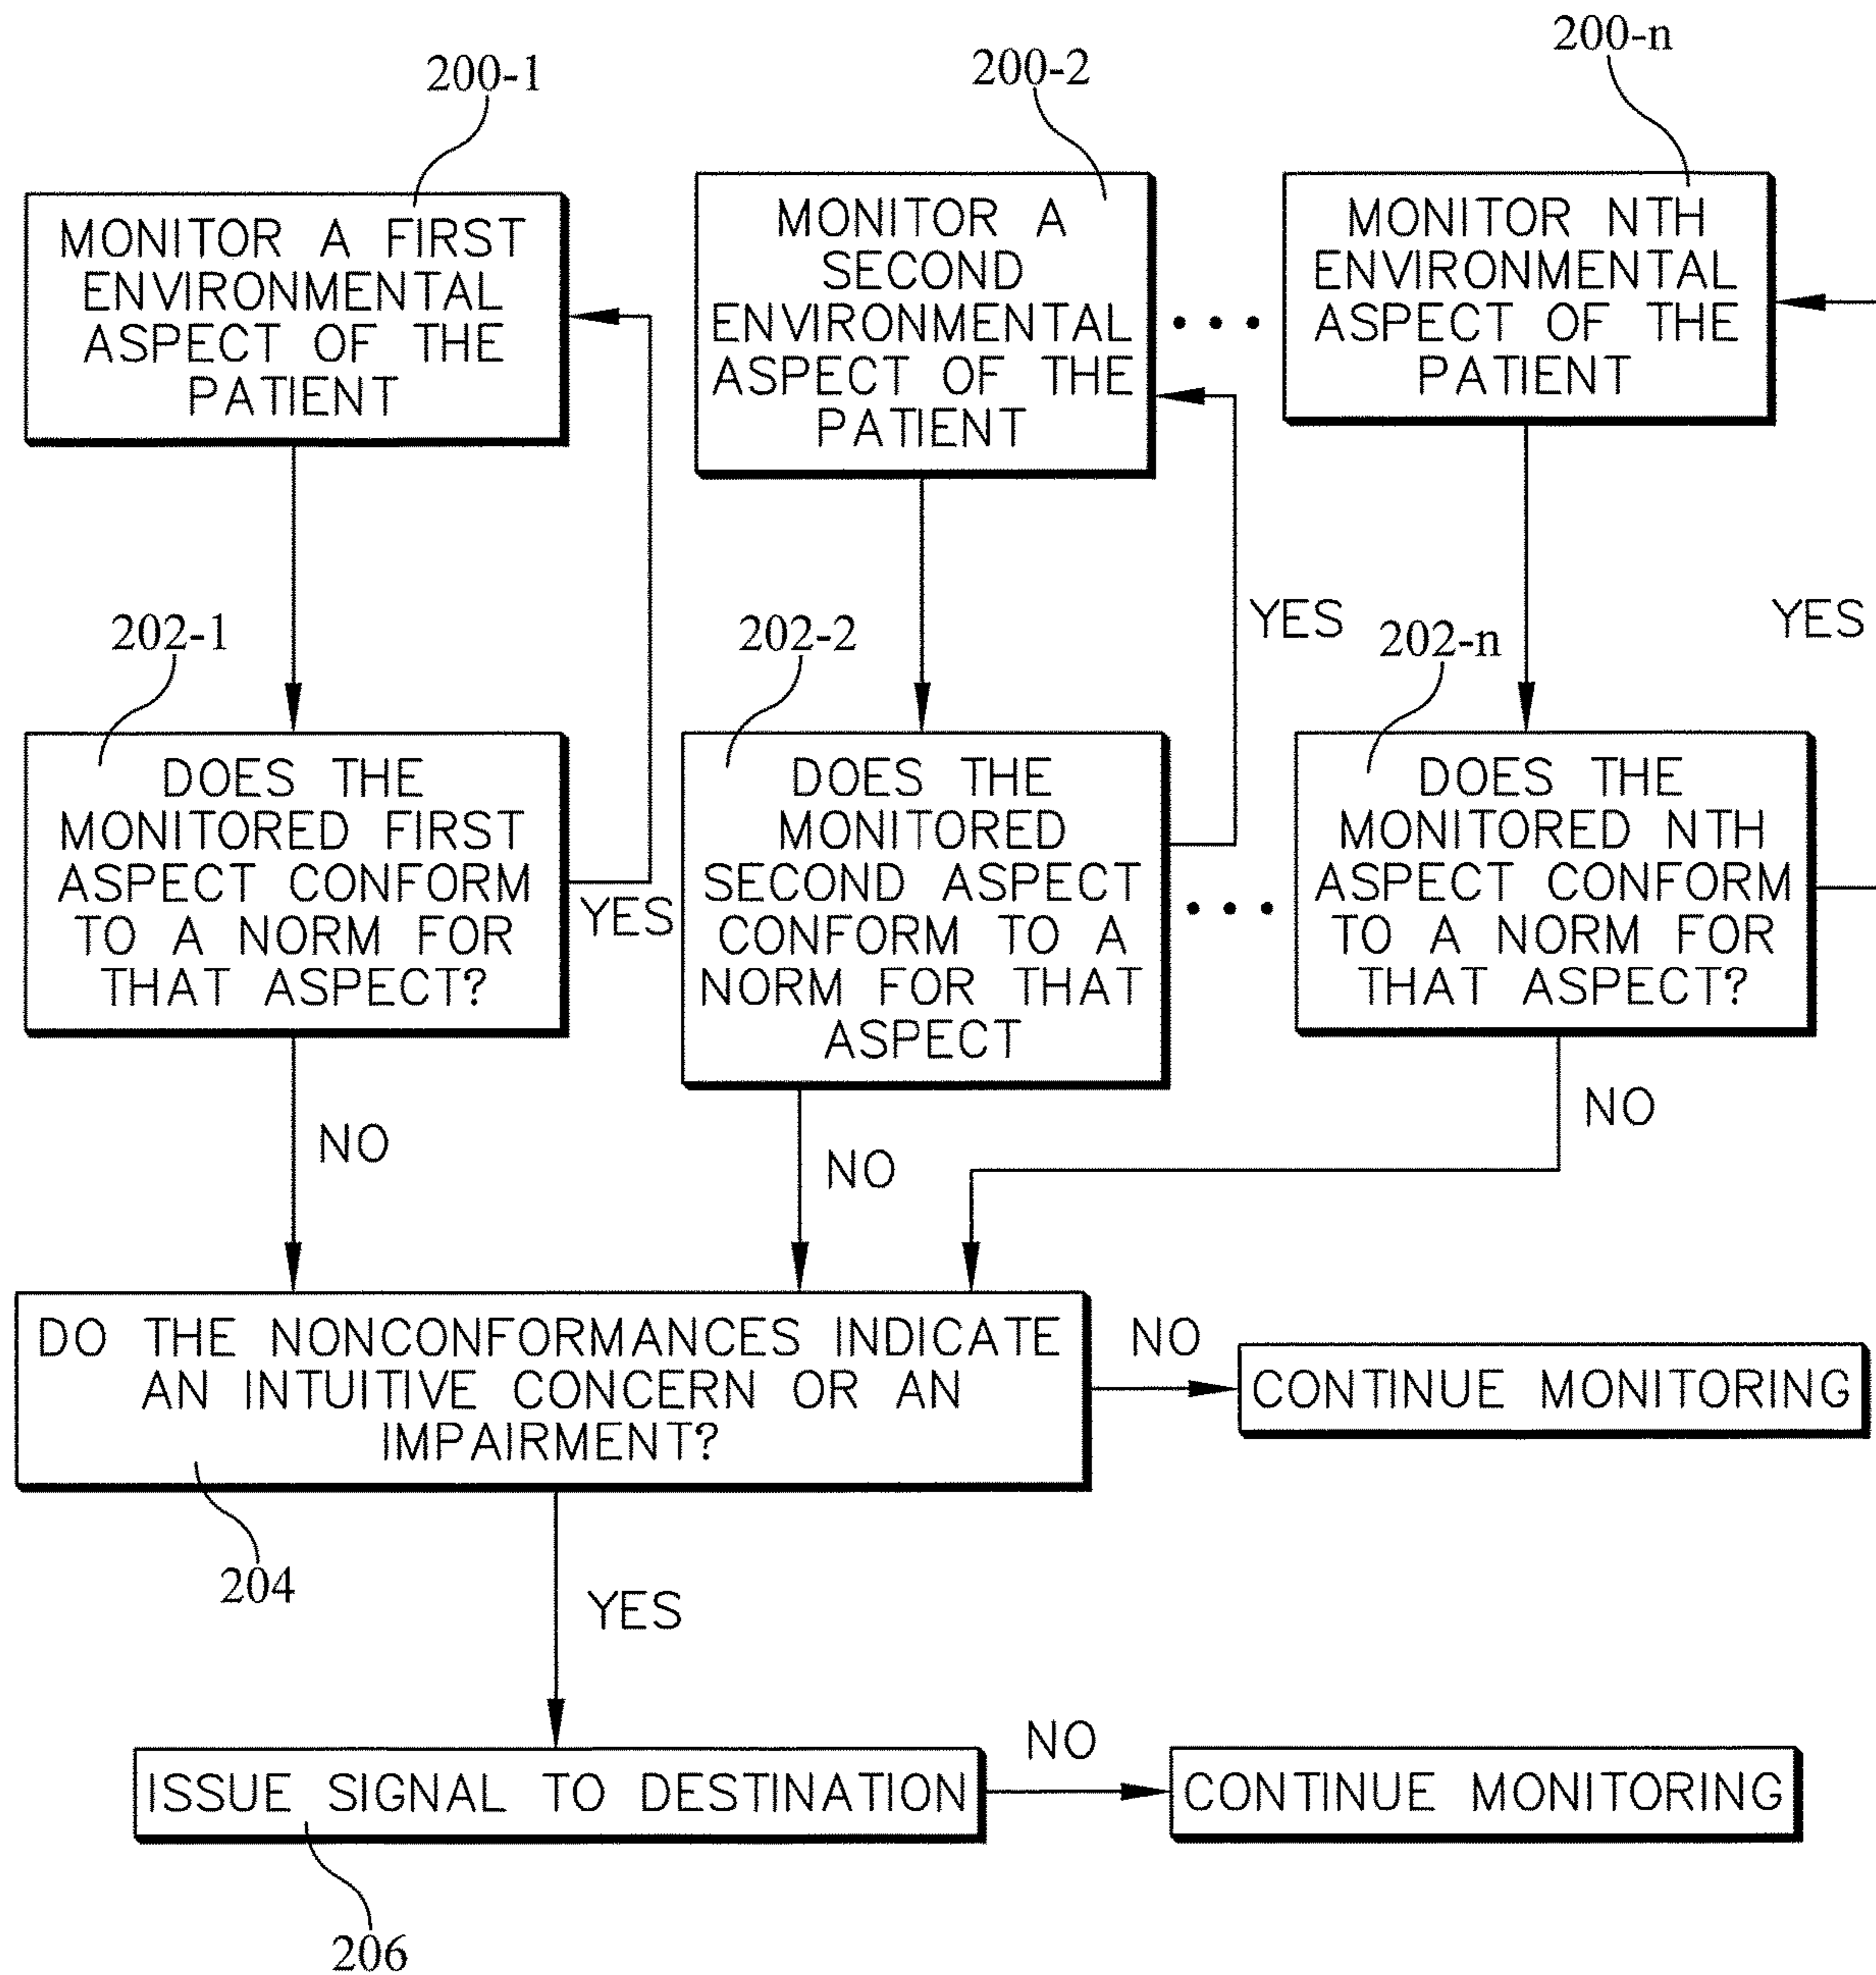 200-1
200-2
200-n
MONITOR A FIRST
ENVIRONMENTAL
ASPECT OF THE
PATIENT
MONITOR A
SECOND
ENVIRONMENTAL
ASPECT OF THE
PATIENT
• • •
MONITOR NTH
ENVIRONMENTAL
ASPECT OF THE
PATIENT
YES
YES
202-1
202-2
202-n
DOES THE
MONITORED FIRST
ASPECT CONFORM
TO A NORM FOR
THAT ASPECT?
YES
DOES THE
MONITORED
SECOND ASPECT
CONFORM TO A
NORM FOR THAT
ASPECT
• • •
DOES THE
MONITORED NTH
ASPECT CONFORM
TO A NORM FOR
THAT ASPECT?
NO
NO
NO
DO THE NONCONFORMANCES INDICATE
AN INTUITIVE CONCERN OR AN
IMPAIRMENT?
NO
CONTINUE MONITORING
204
YES
ISSUE SIGNAL TO DESTINATION
NO
CONTINUE MONITORING
206